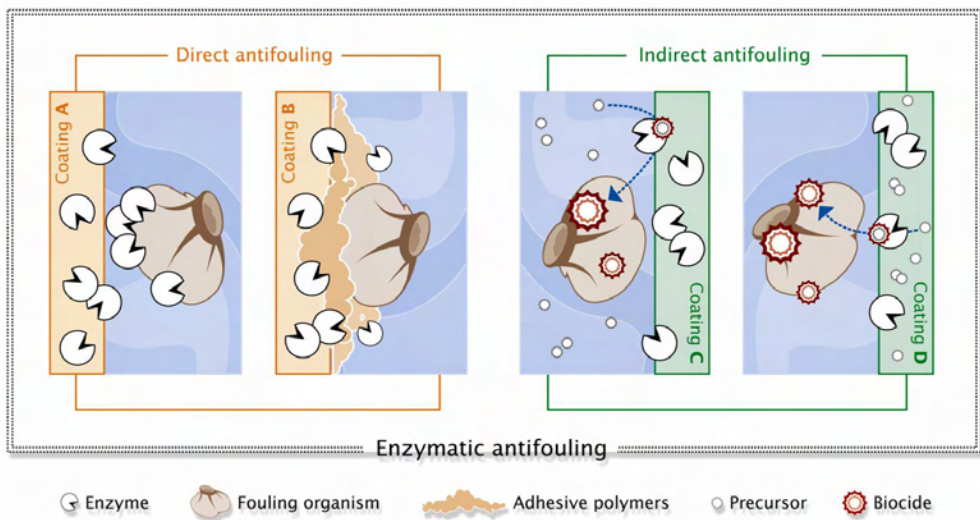 Direct antifouling
Indirect antifouling
Coating A
Coating B
Coating C
Coating D
Enzymatic antifouling
Enzyme
Fouling organism
Adhesive polymers
Precursor
Biocide